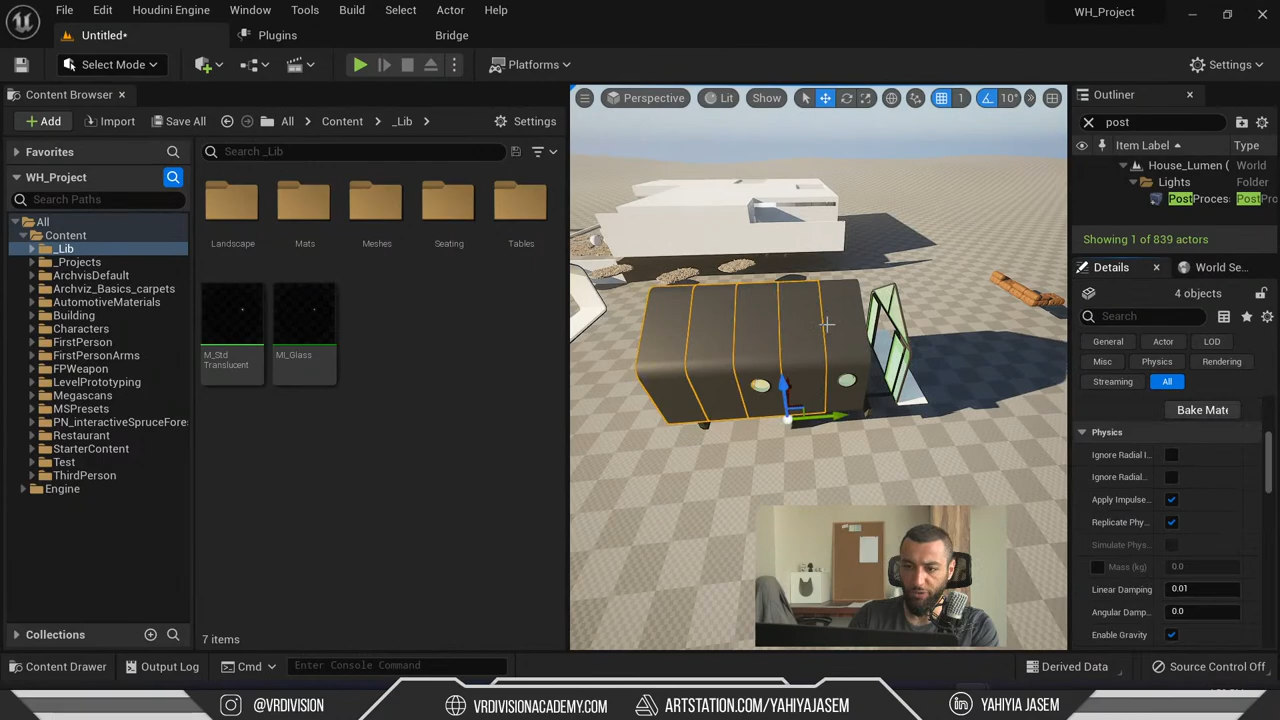 File Edit Window Tools Build Select Actor Help
Houdini Engine
WH_Project
Untitled*
Plugins
Bridge
Select Mode
Platforms
Settings
Content Browser
Add
Import
Save All
All
Content
_Lib
Settings
Favorites
WH_Project
Search Paths
All
Content
_Lib
_Projects
ArchvisDefault
Archviz_Basics_carpets
AutomotiveMaterials
Building
Characters
FirstPerson
FirstPersonArms
FPWeapon
LevelPrototyping
Megascans
MSPresets
PN_interactiveSpruceFores
Restaurant
StarterContent
Test
ThirdPerson
Engine
Collections
Search _Lib
Landscape
Mats
Meshes
Seating
Tables
M_Std
Translucent
MI_Glass
7 items
Perspective
Lit
Show
1
10°
Outliner
post
Item Label
Type
House_Lumen (
World
Lights
Folder
PostProces
Post
Showing 1 of 839 actors
Details
World Se...
4 objects
Search
General
Actor
LOD
Misc
Physics
Rendering
Streaming
All
Bake Mate
Physics
Ignore Radial I...
Ignore Radial...
Apply Impulse...
Replicate Phy...
Simulate Phys...
Mass (kg)
0.0
Linear Damping
0.01
Angular Damp...
0.0
Enable Gravity
Content Drawer
Output Log
Cmd
Enter Console Command
Derived Data
Source Control Off
@VRDIVISION
VRDIVISIONACADEMY.COM
ARTSTATION.COM/YAHIYAJASEM
YAHIYIA JASEM